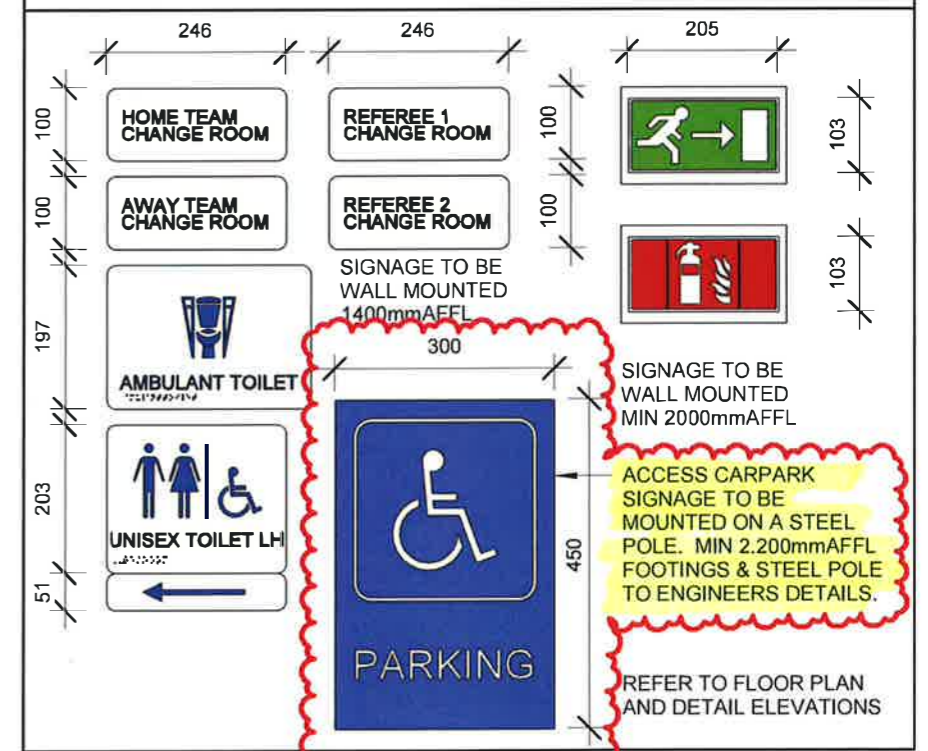 246
246
205
100
HOME TEAM
CHANGE ROOM
REFEREE 1
CHANGE ROOM
100
103
100
AWAY TEAM
CHANGE ROOM
REFEREE 2
CHANGE ROOM
100
103
SIGNAGE TO BE
WALL MOUNTED
1400mmAFFL
197
AMBULANT TOILET
300
SIGNAGE TO BE
WALL MOUNTED
MIN 2000mmAFFL
203
UNISEX TOILET LH
51
450
PARKING
ACCESS CARPARK
SIGNAGE TO BE
MOUNTED ON A STEEL
POLE. MIN 2.200mmAFFL
FOOTINGS & STEEL POLE
TO ENGINEERS DETAILS.
REFER TO FLOOR PLAN
AND DETAIL ELEVATIONS